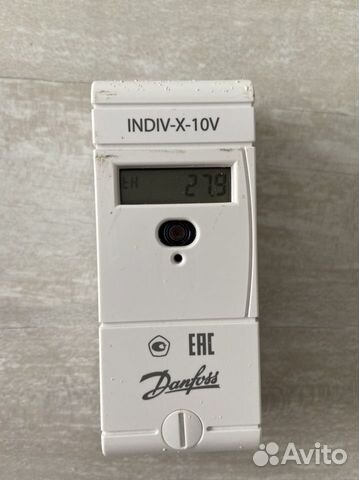 INDIV-X-10V
EH 27.9
EAC
Danfoss
Avito